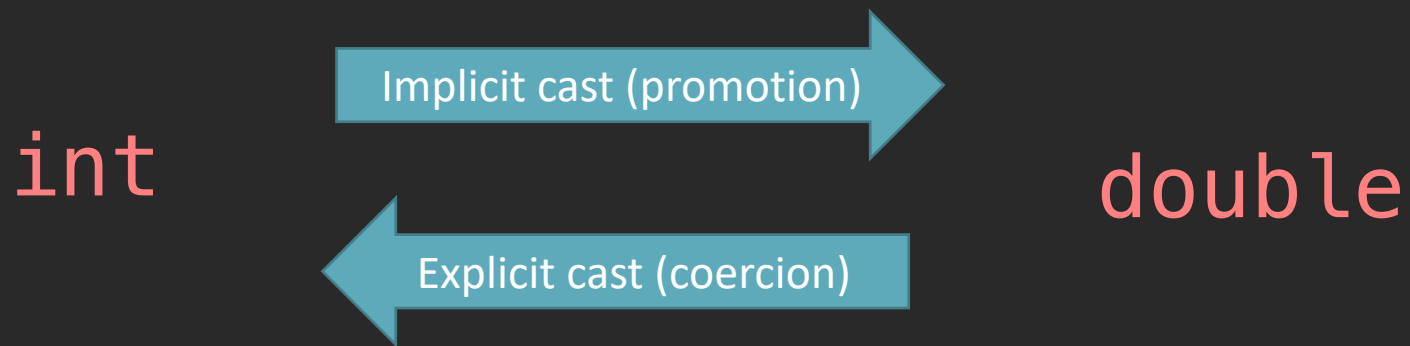 Implicit cast (promotion)
int
double
Explicit cast (coercion)